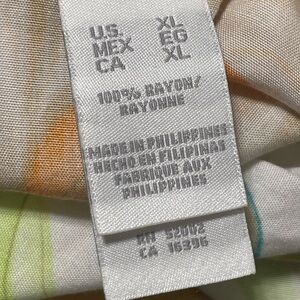 U.S. XL
MEX EG
CA XL
100% RAYON/
RAYONNE
MADE IN PHILIPPINES
HECHO EN FILIPINAS
FABRIQUE AUX
PHILIPPINES
RN 52002
CA 16396